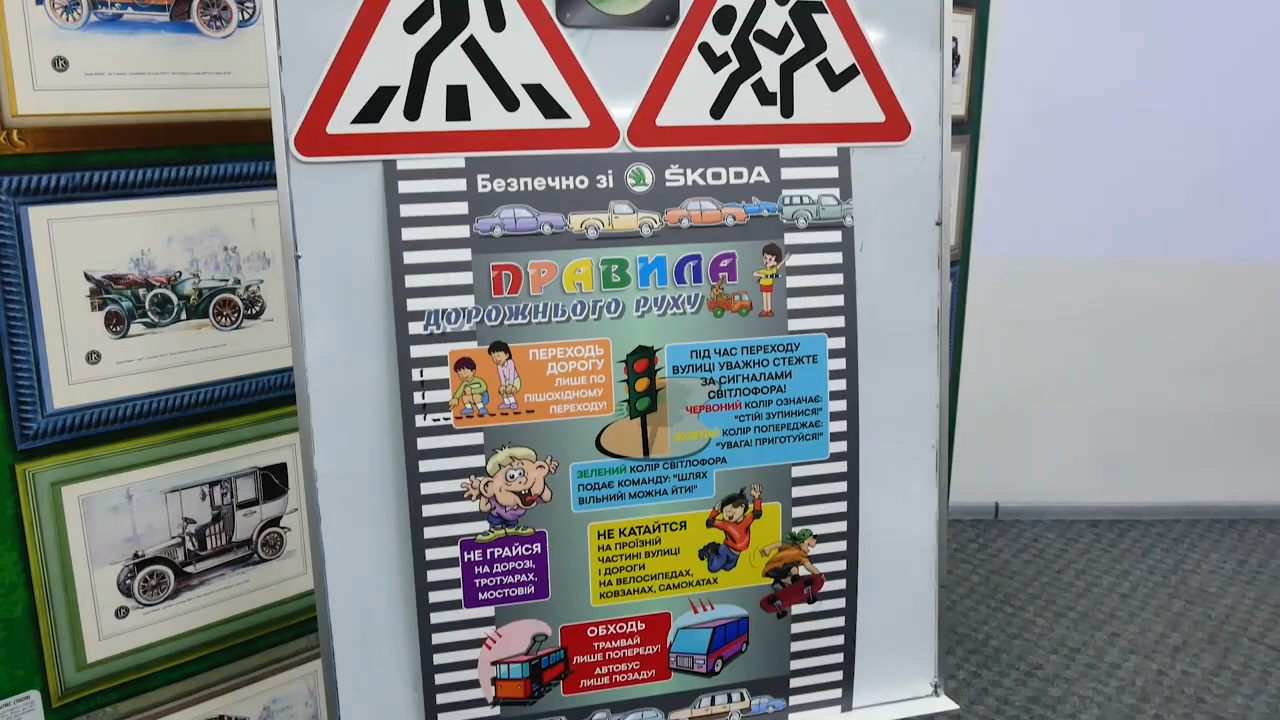 Безпечно зі ŠKODA
ПРАВИЛА
ДОРОЖНЬОГО РУХУ
ПЕРЕХОДЬ
ДОРОГУ
ЛИШЕ ПО
ПІШОХІДНОМУ
ПЕРЕХОДУ!
ПІД ЧАС ПЕРЕХОДУ
ВУЛИЦІ УВАЖНО СТЕЖТЕ
ЗА СИГНАЛАМИ
СВІТЛОФОРА!
ЧЕРВОНИЙ КОЛІР ОЗНАЧАЄ:
"СТІЙ! ЗУПИНИСЯ!"
ЖОВТИЙ КОЛІР ПОПЕРЕДЖАЄ:
"УВАГА! ПРИГОТУЙСЯ!"
ЗЕЛЕНИЙ КОЛІР СВІТЛОФОРА
ПОДАЄ КОМАНДУ: "ШЛЯХ
ВІЛЬНИЙ! МОЖНА ЙТИ!"
НЕ ГРАЙСЯ
НА ДОРОЗІ,
ТРОТУАРАХ,
МОСТОВІЙ
НЕ КАТАЙТСЯ
НА ПРОЇЗНІЙ
ЧАСТИНІ ВУЛИЦІ
І ДОРОГИ
НА ВЕЛОСИПЕДАХ,
КОВЗАНАХ, САМОКАТАХ
ОБХОДЬ
ТРАМВАЙ
ЛИШЕ ПОПЕРЕДУ!
АВТОБУС
ЛИШЕ ПОЗАДУ!